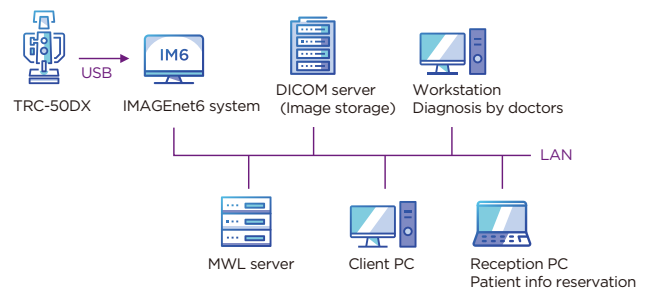 IM6
USB
TRC-50DX
IMAGEnet6 system
DICOM server
(Image storage)
Workstation
Diagnosis by doctors
LAN
MWL server
Client PC
Reception PC
Patient info reservation